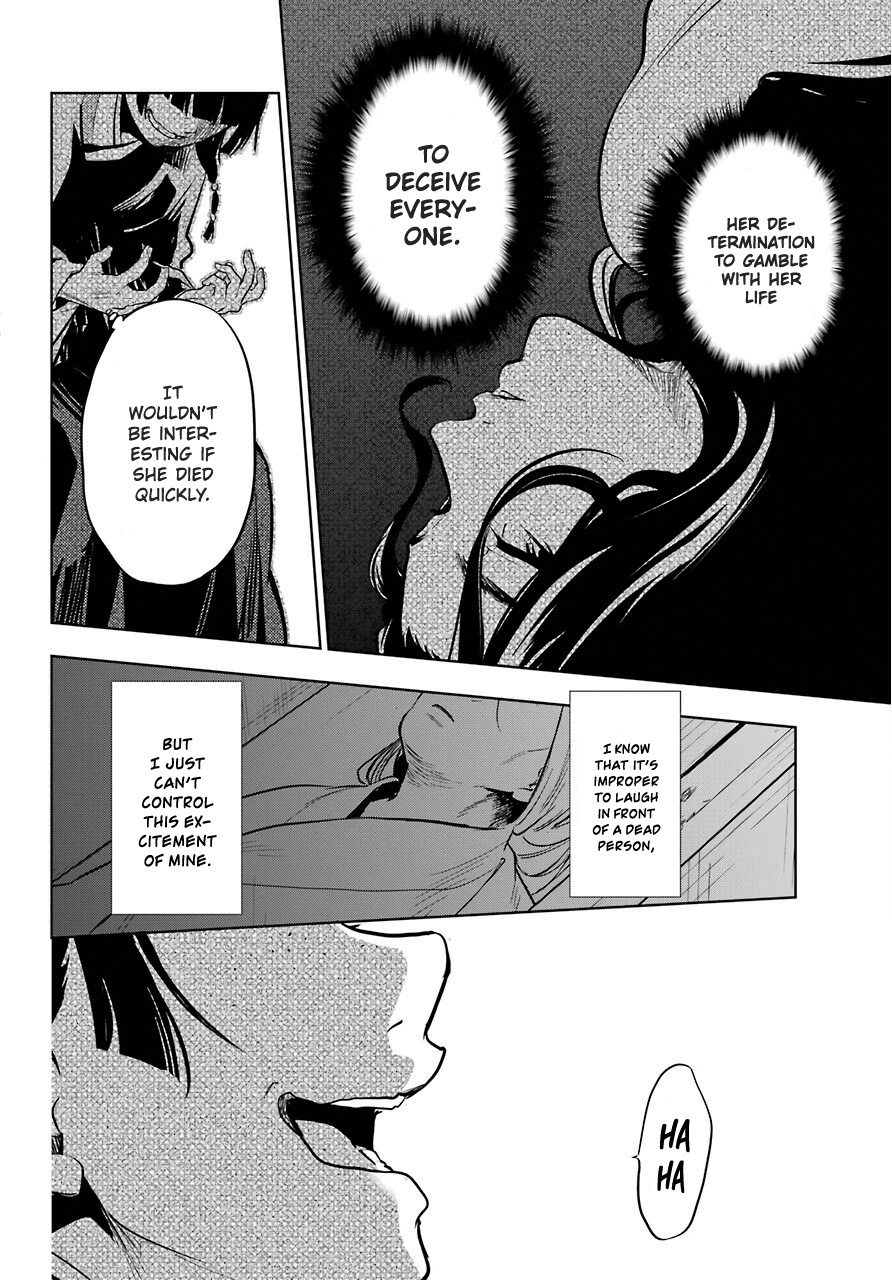 HER DE-
TERMINATION
TO GAMBLE
WITH HER
LIFE
TO
DECEIVE
EVERY-
ONE.
IT
WOULDN'T
BE INTER-
ESTING IF
SHE DIED
QUICKLY.
I KNOW
THAT IT'S
IMPROPER
TO LAUGH
IN FRONT
OF A DEAD
PERSON,
BUT
I JUST
CAN'T
CONTROL
THIS EX-
CITEMENT
OF MINE.
HA
HA